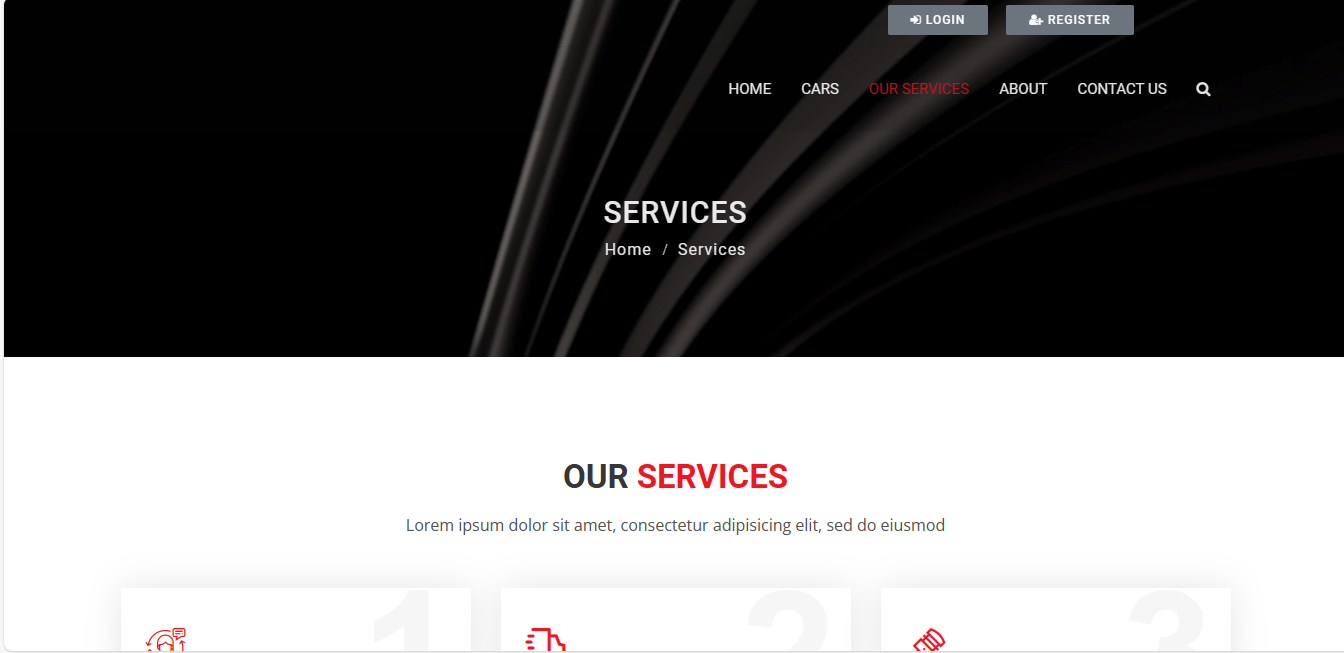 LOGIN REGISTER
HOME CARS OUR SERVICES ABOUT CONTACT US
SERVICES
Home / Services
OUR SERVICES
Lorem ipsum dolor sit amet, consectetur adipisicing elit, sed do eiusmod
1 2 3